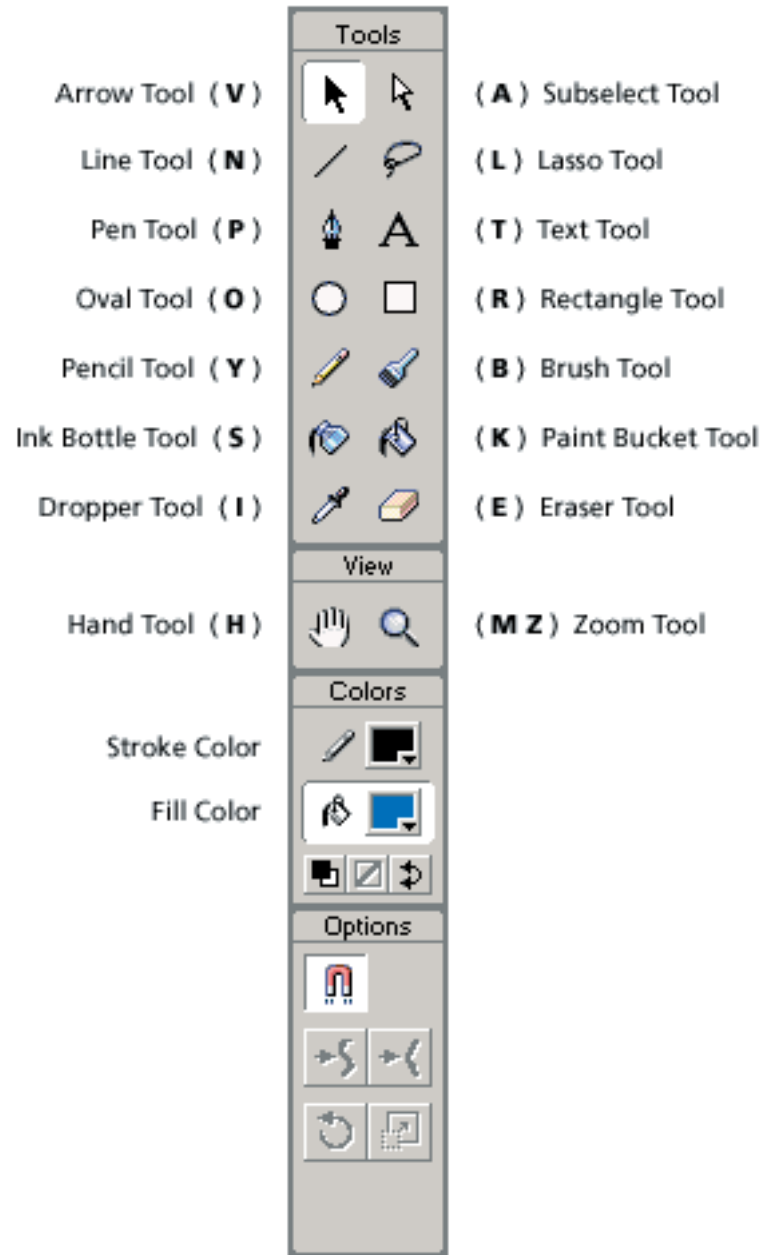 Tools
Arrow Tool ( V ) ( A ) Subselect Tool
Line Tool ( N ) ( L ) Lasso Tool
Pen Tool ( P ) A ( T ) Text Tool
Oval Tool ( O ) ( R ) Rectangle Tool
Pencil Tool ( Y ) ( B ) Brush Tool
Ink Bottle Tool ( S ) ( K ) Paint Bucket Tool
Dropper Tool ( I ) ( E ) Eraser Tool
View
Hand Tool ( H ) ( M Z ) Zoom Tool
Colors
Stroke Color
Fill Color
Options